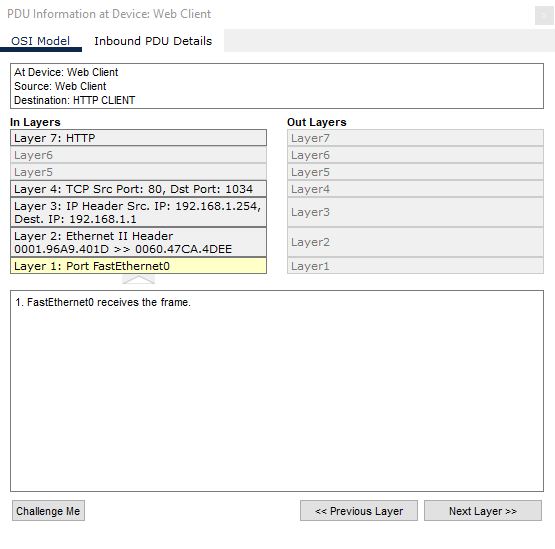 PDU Information at Device: Web Client
x
OSI Model Inbound PDU Details
At Device: Web Client
Source: Web Client
Destination: HTTP CLIENT
In Layers
Layer 7: HTTP
Layer6
Layer5
Layer 4: TCP Src Port: 80, Dst Port: 1034
Layer 3: IP Header Src. IP: 192.168.1.254,
Dest. IP: 192.168.1.1
Layer 2: Ethernet II Header
0001.96A9.401D >> 0060.47CA.4DEE
Layer 1: Port FastEthernet0
Out Layers
Layer7
Layer6
Layer5
Layer4
Layer3
Layer2
Layer1
1. FastEthernet0 receives the frame.
Challenge Me
<< Previous Layer
Next Layer >>